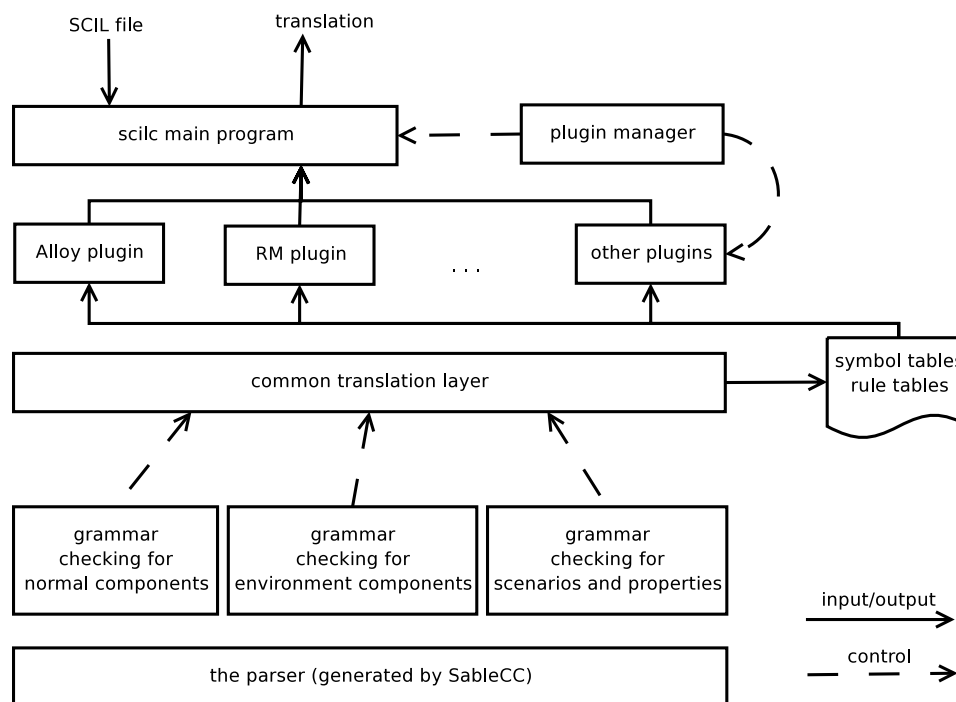 SCIL file
translation
scilc main program
plugin manager
Alloy plugin
RM plugin
. . .
other plugins
common translation layer
symbol tables
rule tables
grammar
checking for
normal components
grammar
checking for
environment components
grammar
checking for
scenarios and properties
input/output
control
the parser (generated by SableCC)